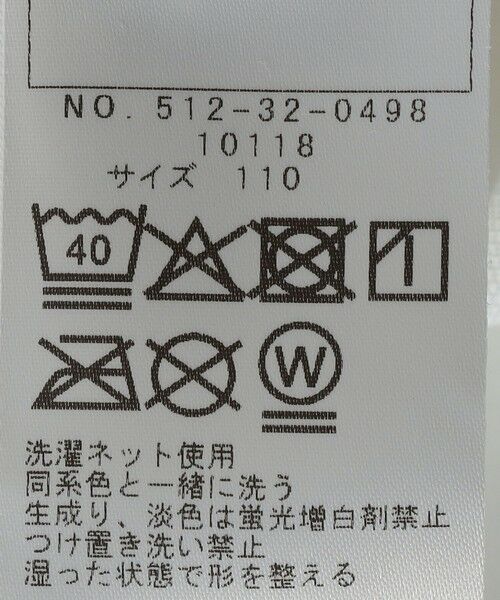 NO. 512-32-0498
10118
サイズ 110
40
W
洗濯ネット使用
同系色と一緒に洗う
生成り、淡色は蛍光増白剤禁止
つけ置き洗い禁止
湿った状態で形を整える